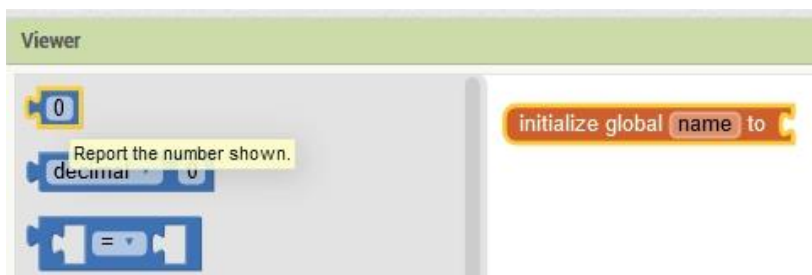 Viewer
0
Report the number shown.
decimal 0
=
initialize global name to